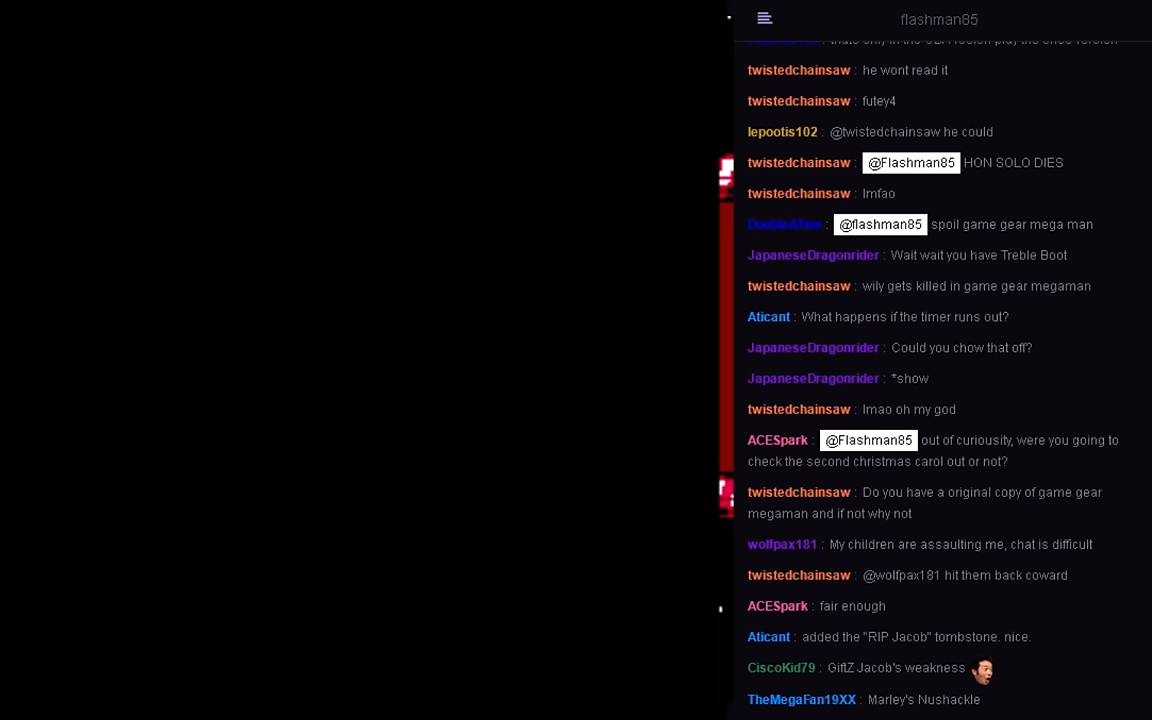 flashman85
twistedchainsaw : he wont read it
twistedchainsaw : futey4
lepootis102 : @twistedchainsaw he could
twistedchainsaw : @Flashman85 HON SOLO DIES
twistedchainsaw : lmfao
: @flashman85 spoil game gear mega man
JapaneseDragonrider : Wait wait you have Treble Boot
twistedchainsaw : wily gets killed in game gear megaman
Aticant : What happens if the timer runs out?
JapaneseDragonrider : Could you chow that off?
JapaneseDragonrider : *show
twistedchainsaw : lmao oh my god
ACESpark : @Flashman85 out of curiousity, were you going to
check the second christmas carol out or not?
twistedchainsaw : Do you have a original copy of game gear
megaman and if not why not
wolfpax181 : My children are assaulting me, chat is difficult
twistedchainsaw : @wolfpax181 hit them back coward
ACESpark : fair enough
Aticant : added the "RIP Jacob" tombstone. nice.
CiscoKid79 : GiftZ Jacob's weakness
TheMegaFan19XX : Marley's Nushackle